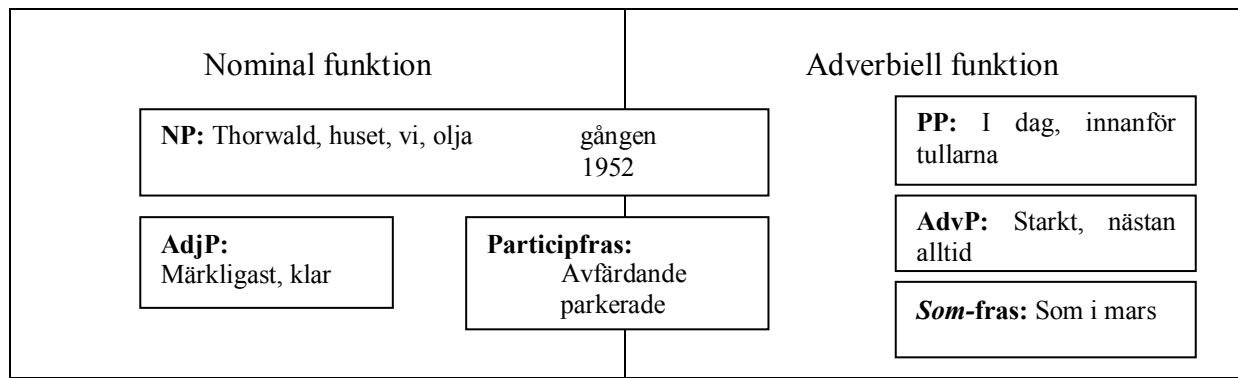 Nominal funktion
Adverbiell funktion
NP: Thorwald, huset, vi, olja gången
1952
PP: I dag, innanför
tullarna
AdjP:
Märkligast, klar
Participfras:
Avfärdande
parkerade
AdvP: Starkt, nästan
alltid
Som-fras: Som i mars